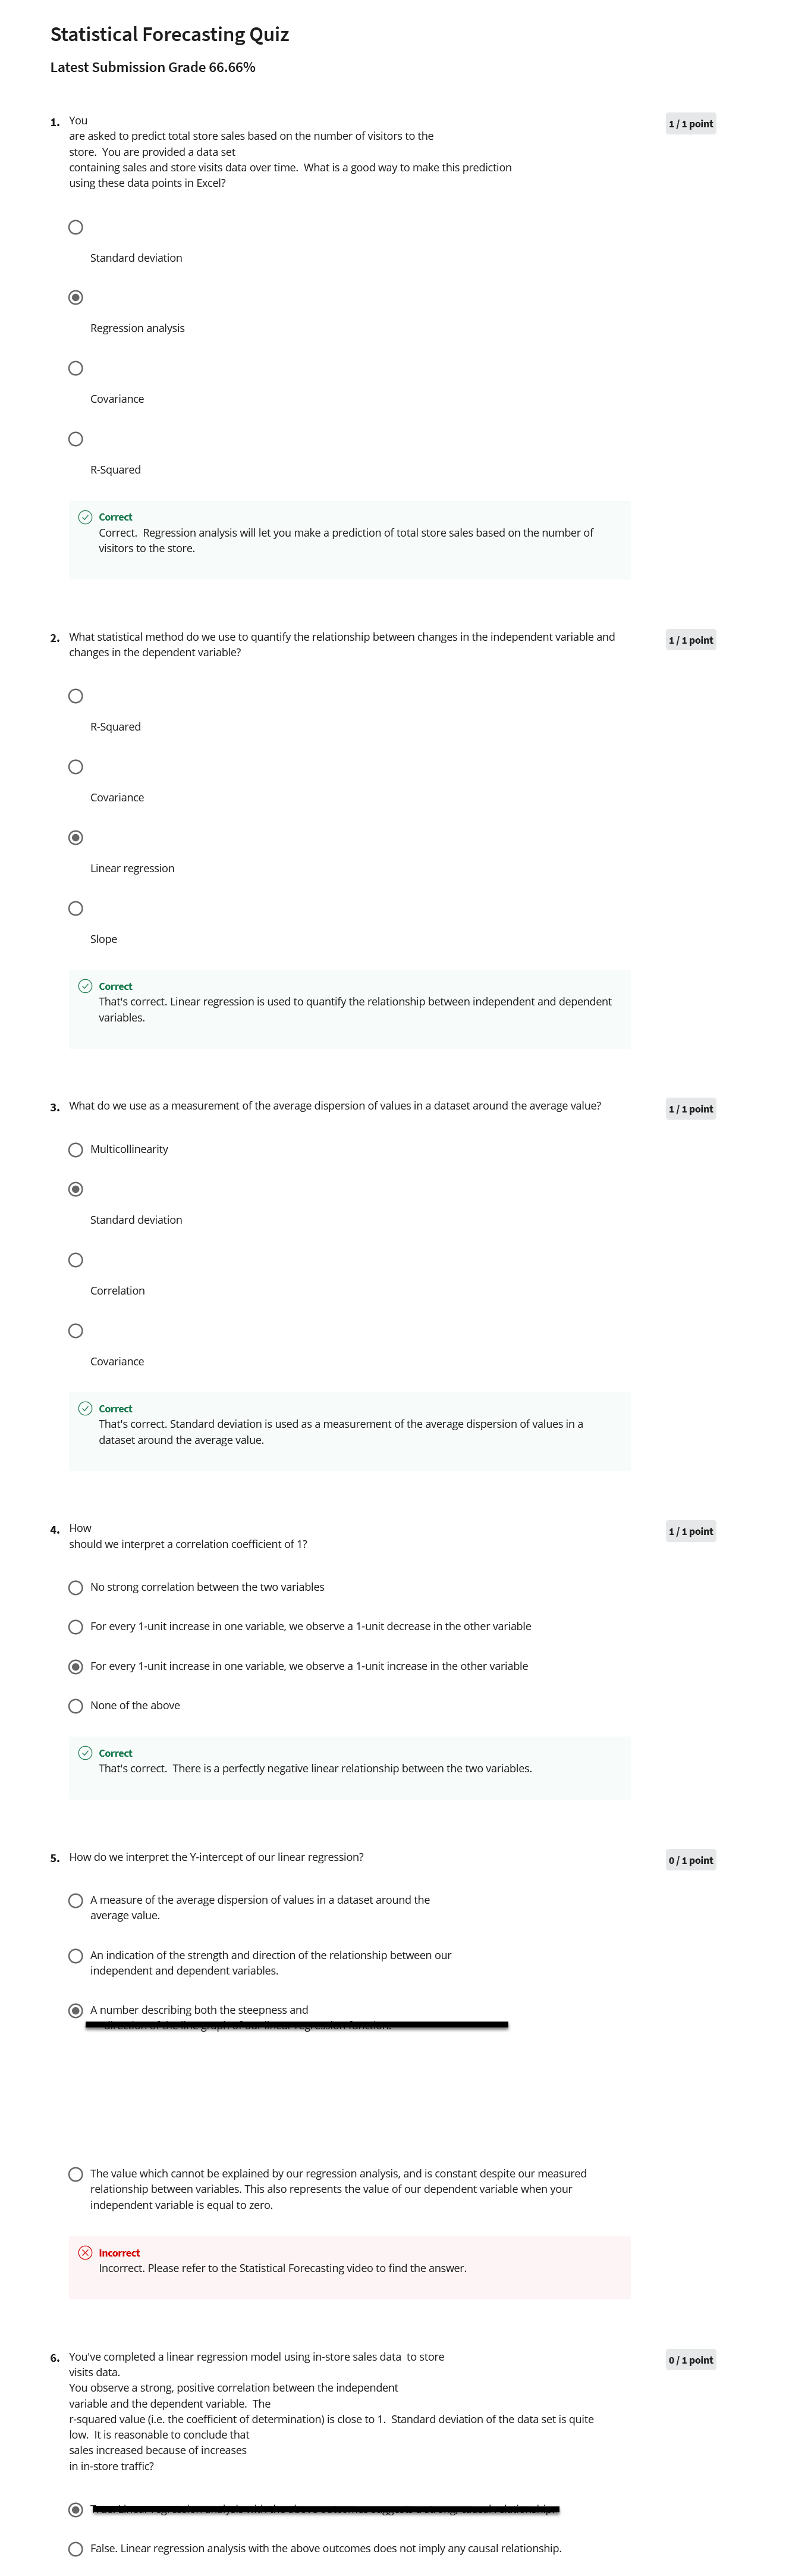 Statistical Forecasting Quiz
Latest Submission Grade 66.66%
1. You
are asked to predict total store sales based on the number of visitors to the
store.  You are provided a data set
containing sales and store visits data over time.  What is a good way to make this prediction
using these data points in Excel?
1 / 1 point
Standard deviation
Regression analysis
Covariance
R-Squared
Correct
Correct.  Regression analysis will let you make a prediction of total store sales based on the number of
visitors to the store.
2. What statistical method do we use to quantify the relationship between changes in the independent variable and
changes in the dependent variable?
1 / 1 point
R-Squared
Covariance
Linear regression
Slope
Correct
That's correct. Linear regression is used to quantify the relationship between independent and dependent
variables.
3. What do we use as a measurement of the average dispersion of values in a dataset around the average value?
1 / 1 point
Multicollinearity
Standard deviation
Correlation
Covariance
Correct
That's correct. Standard deviation is used as a measurement of the average dispersion of values in a
dataset around the average value.
4. How
should we interpret a correlation coefficient of 1?
1 / 1 point
No strong correlation between the two variables
For every 1-unit increase in one variable, we observe a 1-unit decrease in the other variable
For every 1-unit increase in one variable, we observe a 1-unit increase in the other variable
None of the above
Correct
That's correct.  There is a perfectly negative linear relationship between the two variables.
5. How do we interpret the Y-intercept of our linear regression?
0 / 1 point
A measure of the average dispersion of values in a dataset around the
average value.
An indication of the strength and direction of the relationship between our
independent and dependent variables.
A number describing both the steepness and
The value which cannot be explained by our regression analysis, and is constant despite our measured
relationship between variables. This also represents the value of our dependent variable when your
independent variable is equal to zero.
Incorrect
Incorrect. Please refer to the Statistical Forecasting video to find the answer.
6. You've completed a linear regression model using in-store sales data  to store
visits data.
You observe a strong, positive correlation between the independent
variable and the dependent variable.  The
r-squared value (i.e. the coefficient of determination) is close to 1.  Standard deviation of the data set is quite
low.  It is reasonable to conclude that
sales increased because of increases
in in-store traffic?
0 / 1 point
False. Linear regression analysis with the above outcomes does not imply any causal relationship.